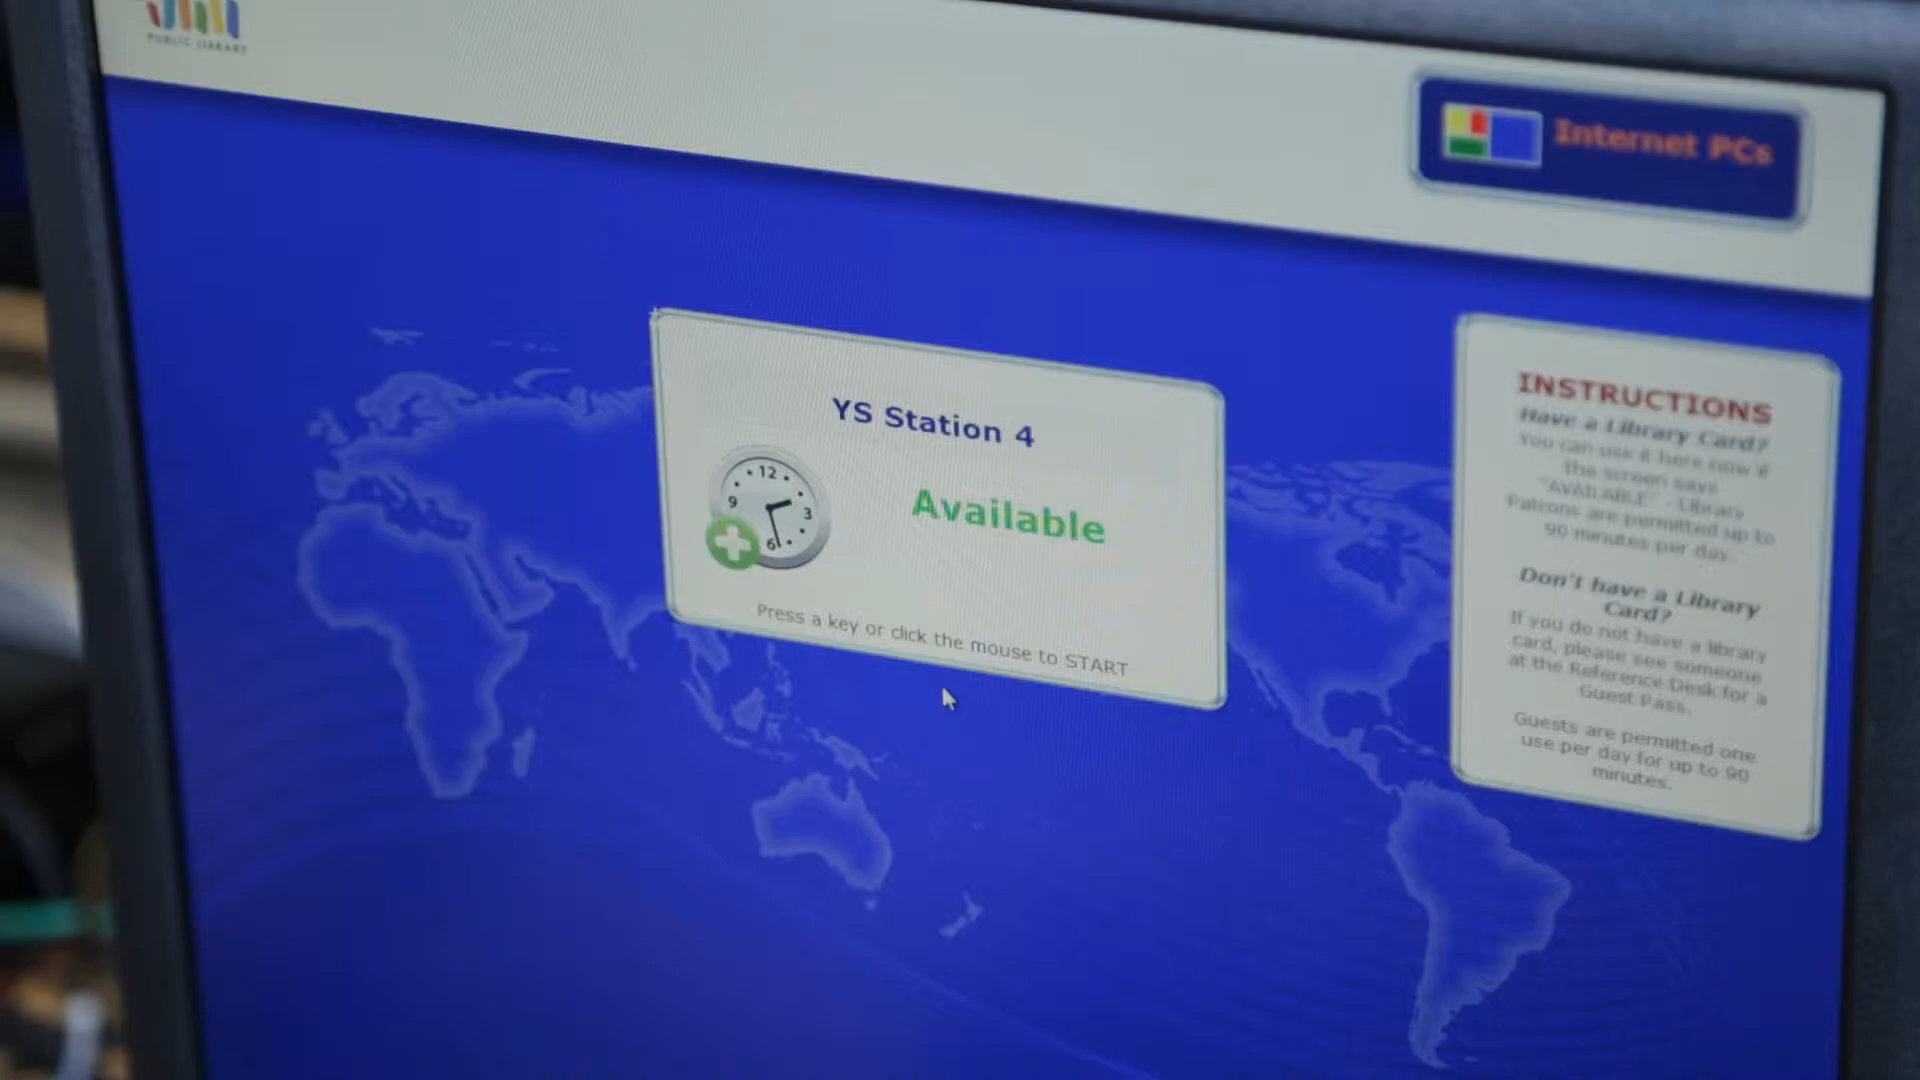 PUBLIC LIBRARY
Internet PCs
YS Station 4
12
9
3
6
Available
Press a key or click the mouse to START
INSTRUCTIONS
Have a Library Card?
You can use it here now if
the screen says
"AVAILABLE" - Library
Patrons are permitted up to
90 minutes per day.
Don't have a Library
Card?
If you do not have a library
card, please see someone
at the Reference Desk for a
Guest Pass.
Guests are permitted one
use per day for up to 90
minutes.